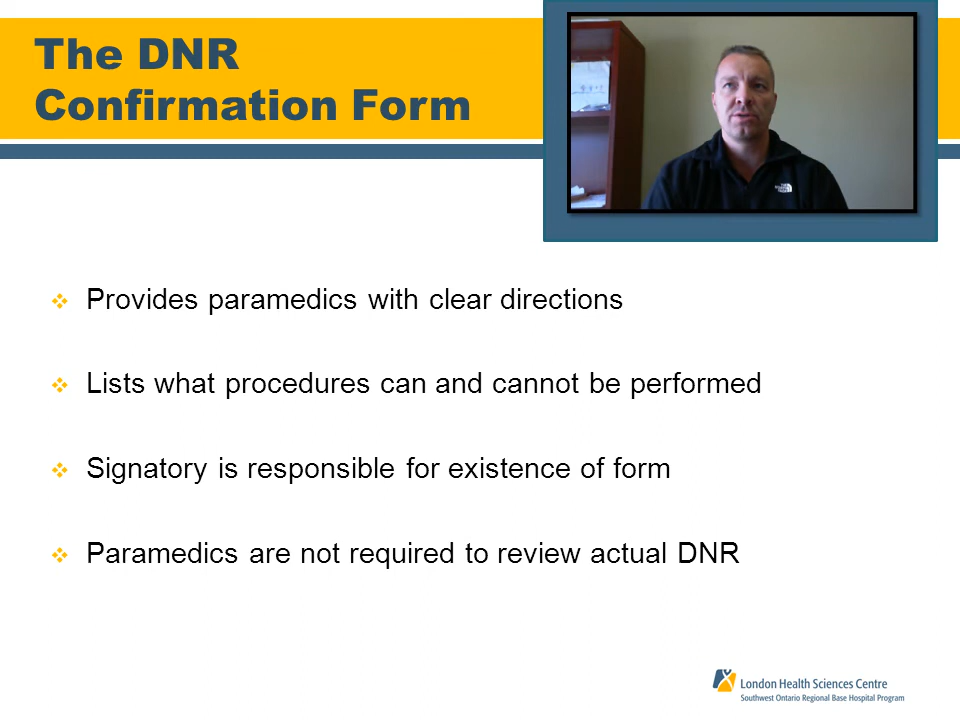 The DNR
Confirmation Form
Provides paramedics with clear directions
Lists what procedures can and cannot be performed
Signatory is responsible for existence of form
Paramedics are not required to review actual DNR
London Health Sciences Centre
Southwest Ontario Regional Base Hospital Program